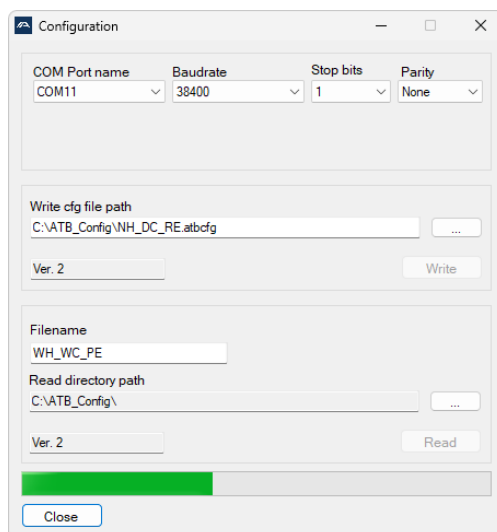 Configuration
COM Port name Baudrate Stop bits Parity
COM11 38400 1 None
Write cfg file path
C:\ATB_Config\NH_DC_RE.atbcfg ...
Ver. 2 Write
Filename
WH_WC_PE
Read directory path
C:\ATB_Config\ ...
Ver. 2 Read
Close